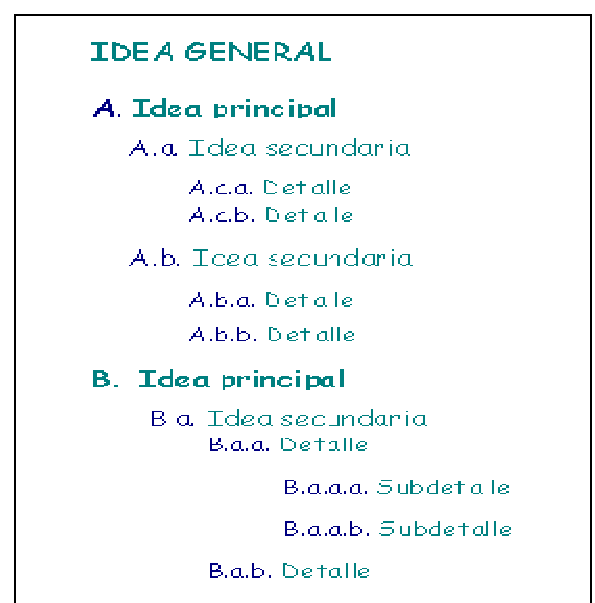 IDEA GENERAL
A. Idea principal
A.a Idea secundaria
A.c.a. Detalle
A.c.b. Detalle
A.b. Icea secundaria
A.b.a. Detalle
A.b.b. Detalle
B. Idea principal
B a. Idea secundaria
B.a.a. Detalle
B.a.a.a. Subdetalle
B.a.a.b. Subdetalle
B.a.b. Detalle